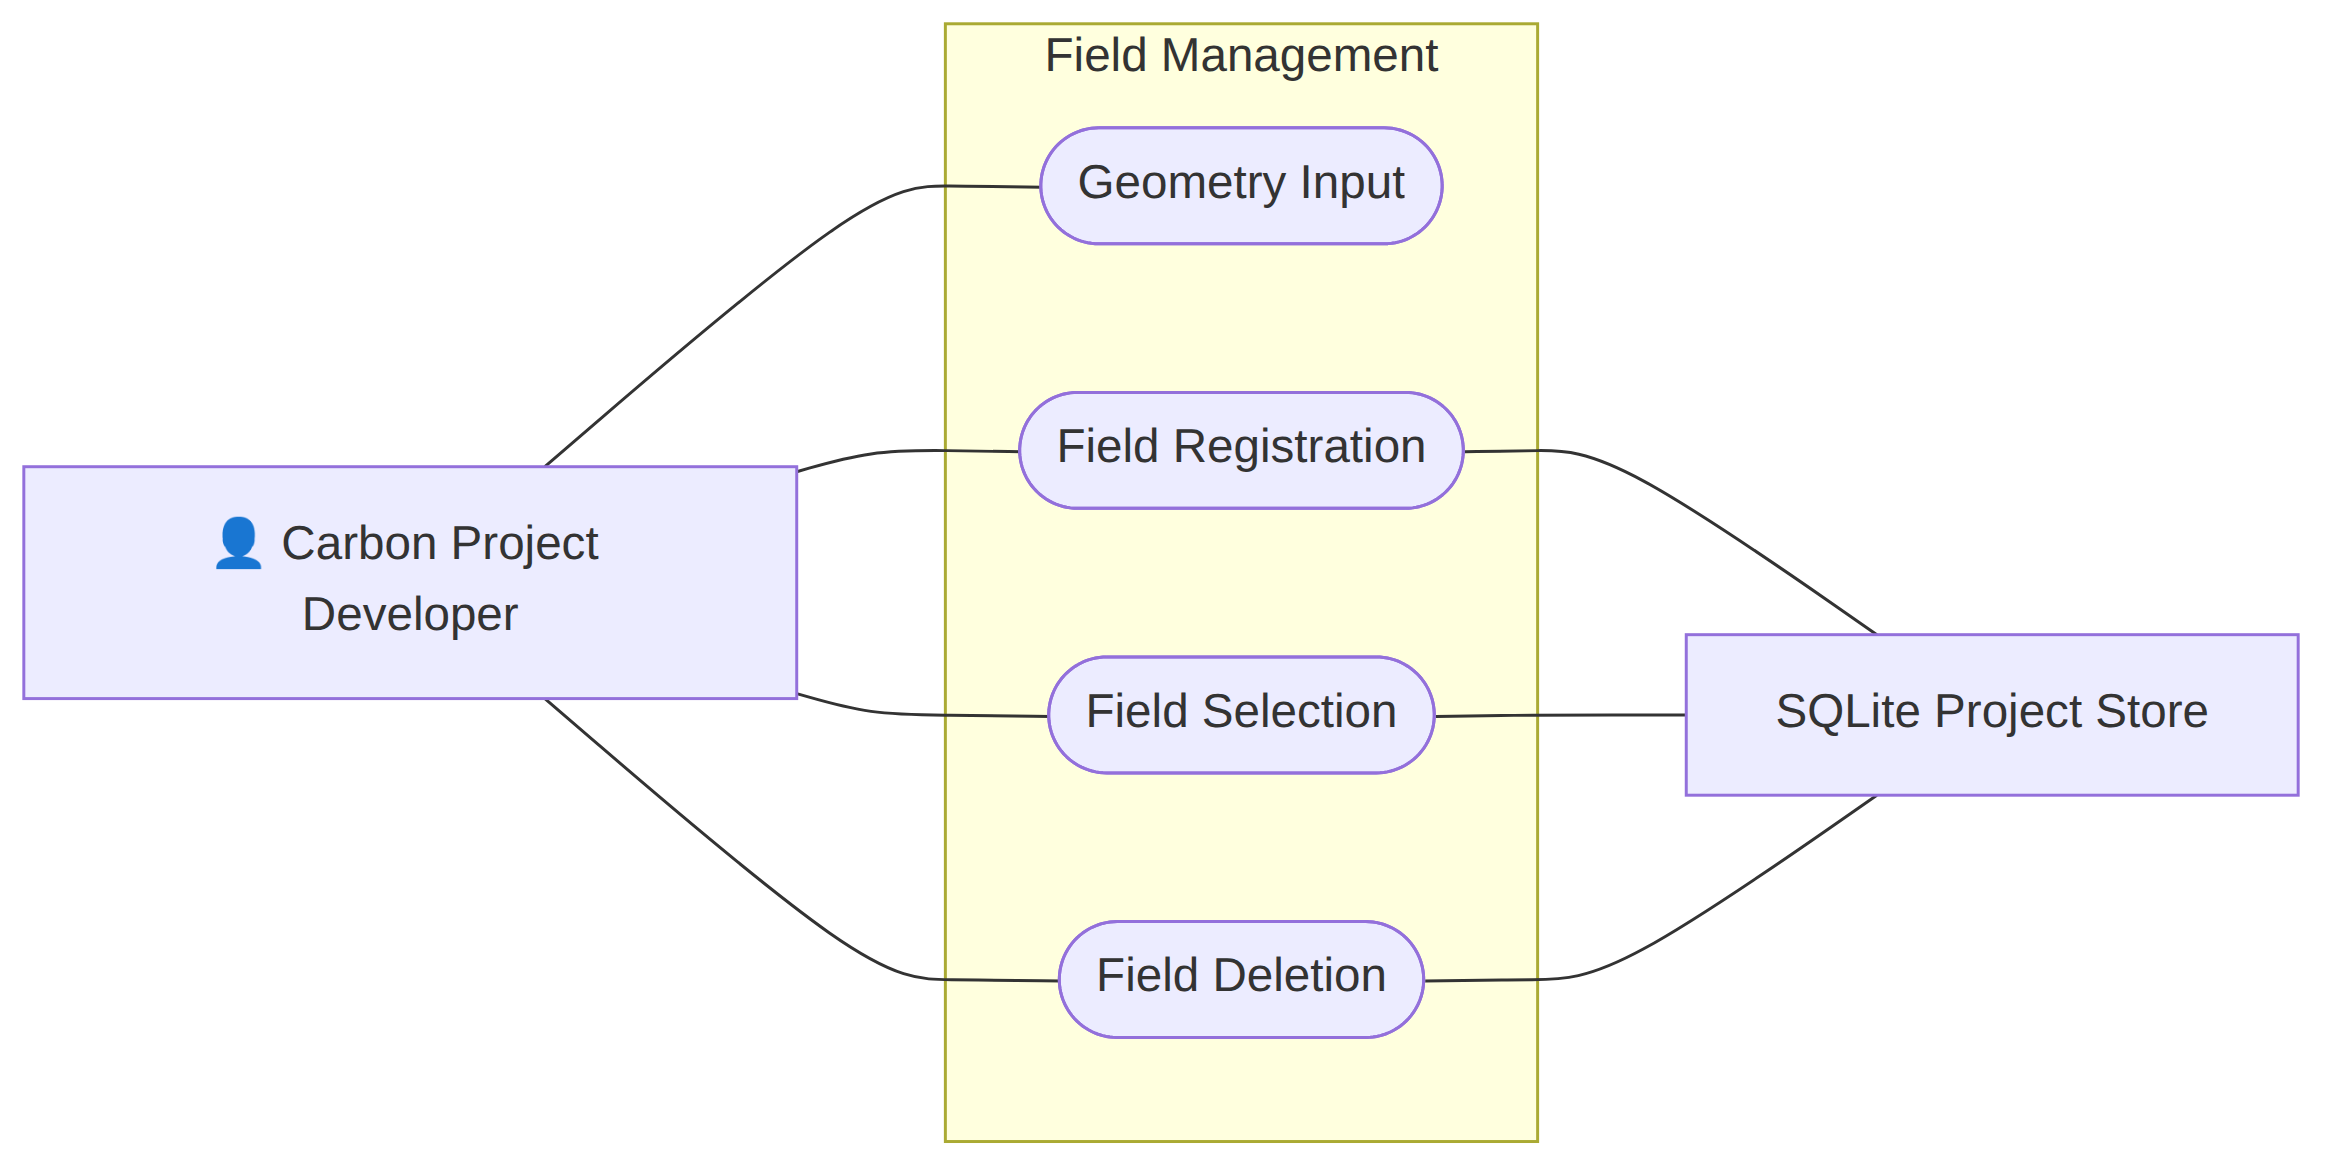 Field Management
Geometry Input
Field Registration
👤 Carbon Project
Developer
Field Selection
SQLite Project Store
Field Deletion